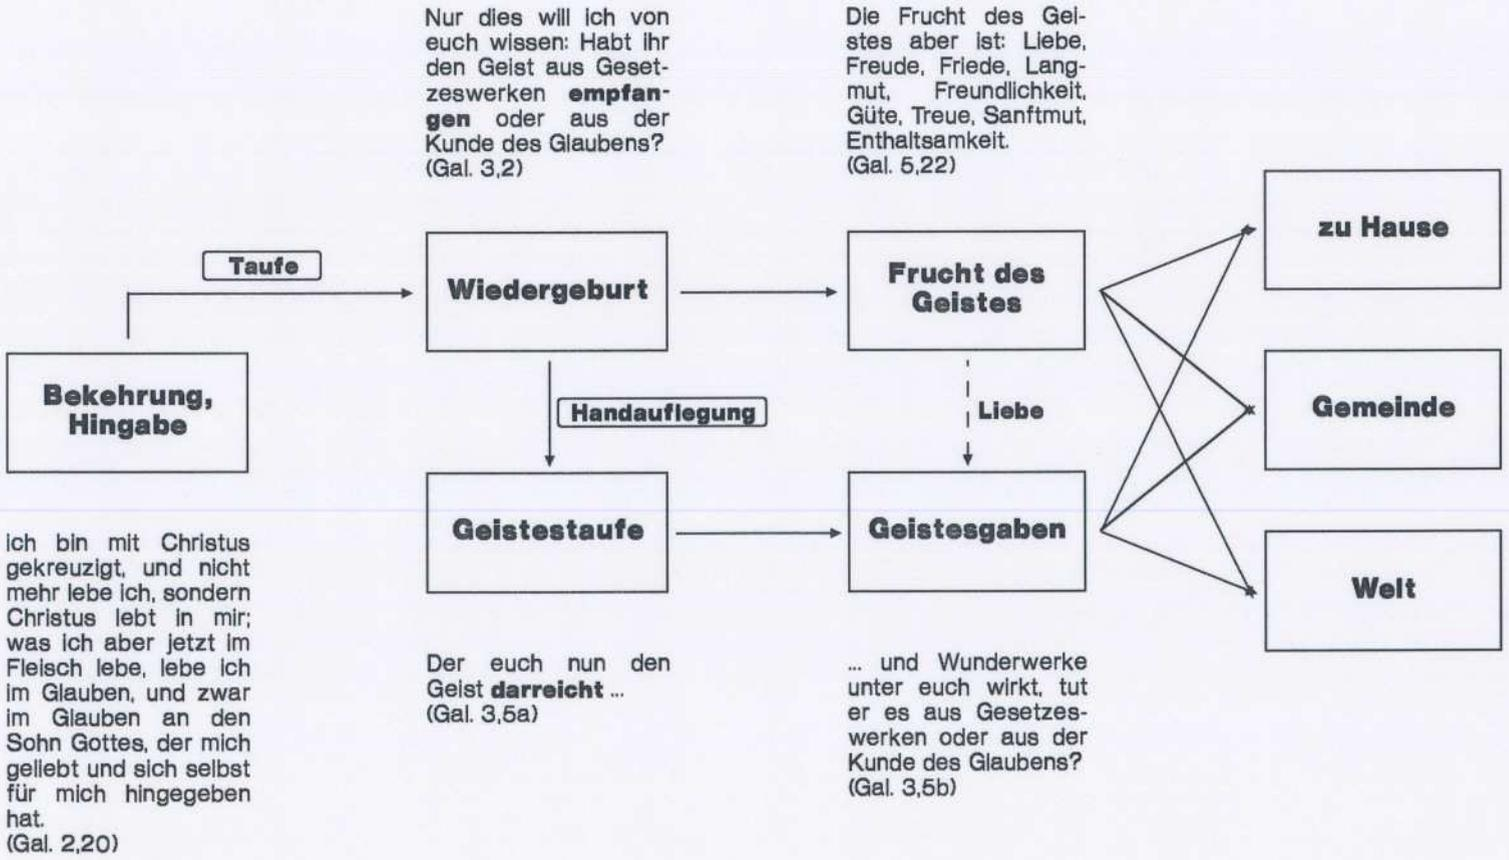 Nur dies will ich von
euch wissen: Habt ihr
den Geist aus Geset-
zeswerken empfan-
gen oder aus der
Kunde des Glaubens?
(Gal. 3,2)
Die Frucht des Gei-
stes aber ist: Liebe,
Freude, Friede, Lang-
mut, Freundlichkeit,
Güte, Treue, Sanftmut,
Enthaltsamkeit.
(Gal. 5,22)
Taufe
Wiedergeburt
Frucht des
Geistes
zu Hause
Bekehrung,
Hingabe
Handauflegung
Liebe
Gemeinde
Geistestaufe
Geistesgaben
Welt
ich bin mit Christus
gekreuzigt, und nicht
mehr lebe ich, sondern
Christus lebt in mir;
was ich aber jetzt im
Fleisch lebe, lebe ich
im Glauben, und zwar
im Glauben an den
Sohn Gottes, der mich
geliebt und sich selbst
für mich hingegeben
hat.
(Gal. 2,20)
Der euch nun den
Geist darreicht ...
(Gal. 3,5a)
... und Wunderwerke
unter euch wirkt, tut
er es aus Gesetzes-
werken oder aus der
Kunde des Glaubens?
(Gal. 3,5b)